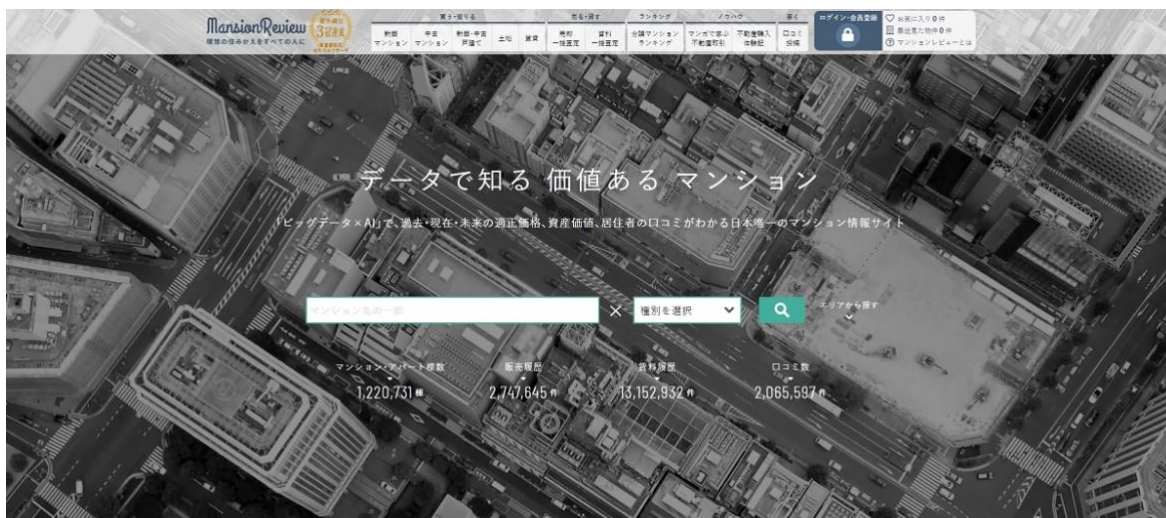 MansionReview
理想の住みかえをすべての人に
3冠達成
買う・借りる
売る・貸す
ランキング
ノウハウ
書く
新築
マンション
中古
マンション
新築・中古
戸建て
土地
賃貸
売却
一括査定
賃料
一括査定
分譲マンション
ランキング
マンガで学ぶ
不動産取引
不動産購入
体験記
口コミ
投稿
ログイン・会員登録
お気に入り0件
最近見た物件0件
マンションレビューとは
データで知る 価値ある マンション
「ビッグデータ×AI」で、過去・現在・未来の適正価格、資産価値、居住者の口コミがわかる日本唯一のマンション情報サイト
マンション名の一部
×
種別を選択
エリアから探す
マンション・アパート棟数
1,220,731棟
販売履歴
2,747,645件
賃料履歴
13,152,932件
口コミ数
2,065,597件